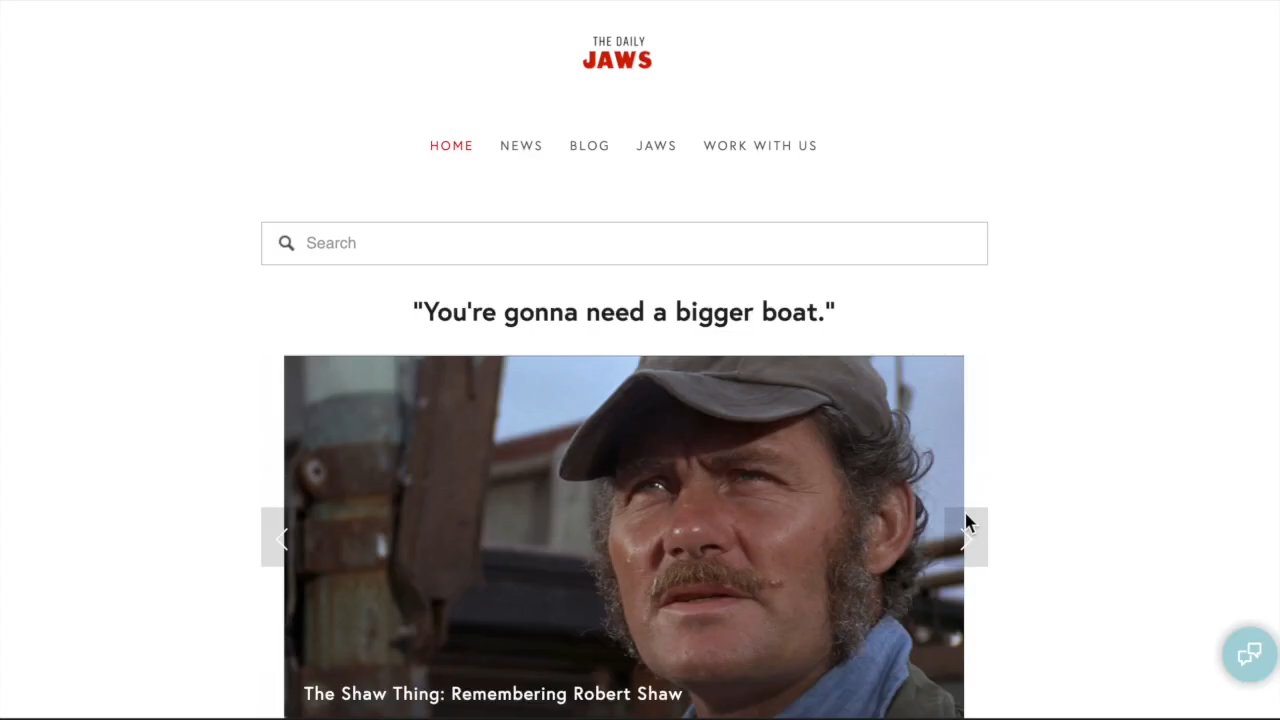 THE DAILY
JAWS
HOME NEWS BLOG JAWS WORK WITH US
Search
"You're gonna need a bigger boat."
The Shaw Thing: Remembering Robert Shaw